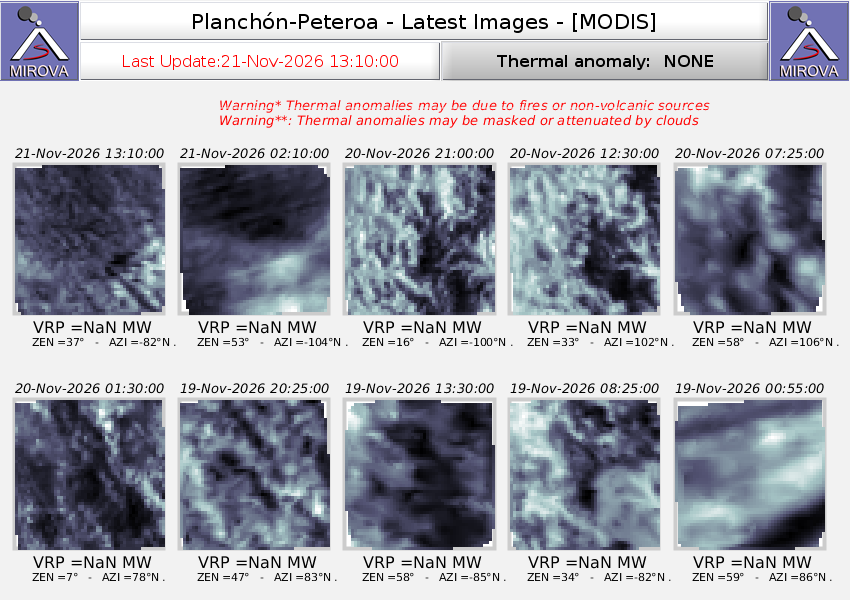 Planchón-Peteroa - Latest Images - [MODIS]
MIROVA
Last Update:21-Nov-2026 13:10:00
Thermal anomaly: NONE
MIROVA
Warning* Thermal anomalies may be due to fires or non-volcanic sources
Warning**: Thermal anomalies may be masked or attenuated by clouds
21-Nov-2026 13:10:00 21-Nov-2026 02:10:00 20-Nov-2026 21:00:00 20-Nov-2026 12:30:00 20-Nov-2026 07:25:00
VRP =NaN MW VRP =NaN MW VRP =NaN MW VRP =NaN MW VRP =NaN MW
ZEN =37° - AZI =-82°N . ZEN =53° - AZI =-104°N . ZEN =16° - AZI =-100°N . ZEN =33° - AZI =102°N . ZEN =58° - AZI =106°N .
20-Nov-2026 01:30:00 19-Nov-2026 20:25:00 19-Nov-2026 13:30:00 19-Nov-2026 08:25:00 19-Nov-2026 00:55:00
VRP =NaN MW VRP =NaN MW VRP =NaN MW VRP =NaN MW VRP =NaN MW
ZEN =7° - AZI =78°N . ZEN =47° - AZI =83°N . ZEN =58° - AZI =-85°N . ZEN =34° - AZI =-82°N . ZEN =59° - AZI =86°N .